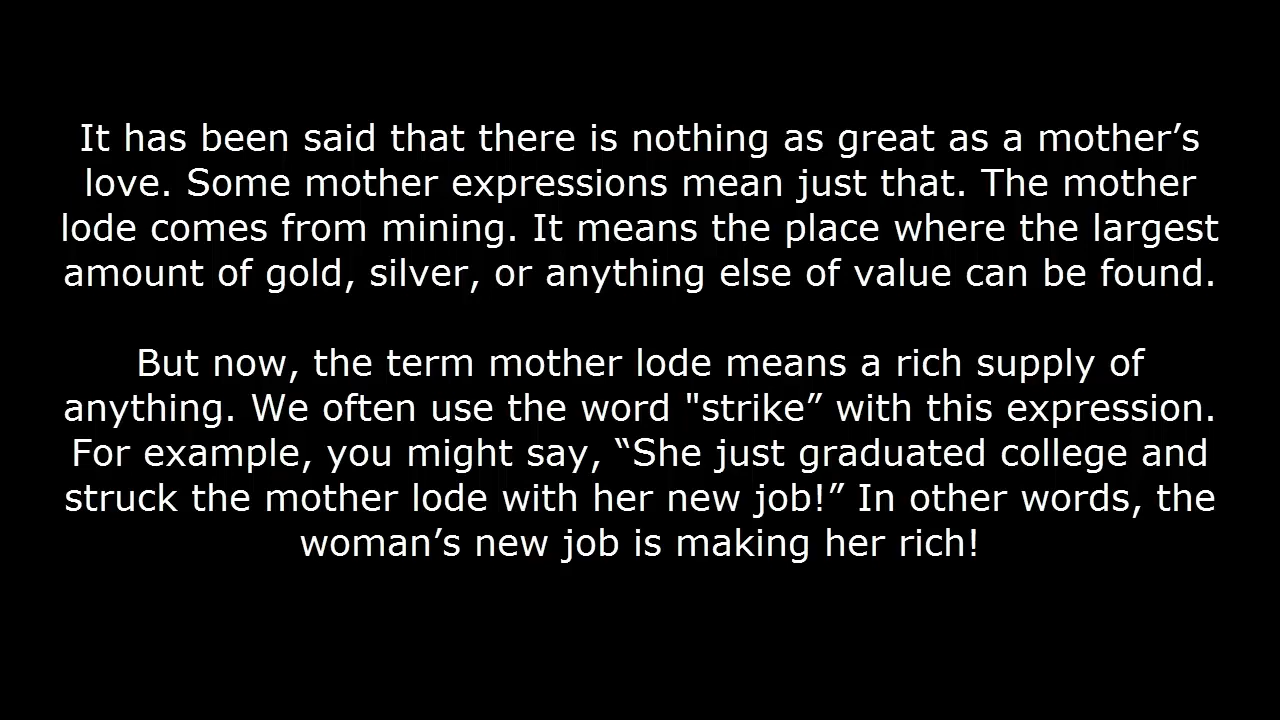 It has been said that there is nothing as great as a mother’s
love. Some mother expressions mean just that. The mother
lode comes from mining. It means the place where the largest
amount of gold, silver, or anything else of value can be found.
But now, the term mother lode means a rich supply of
anything. We often use the word "strike” with this expression.
For example, you might say, “She just graduated college and
struck the mother lode with her new job!” In other words, the
woman’s new job is making her rich!